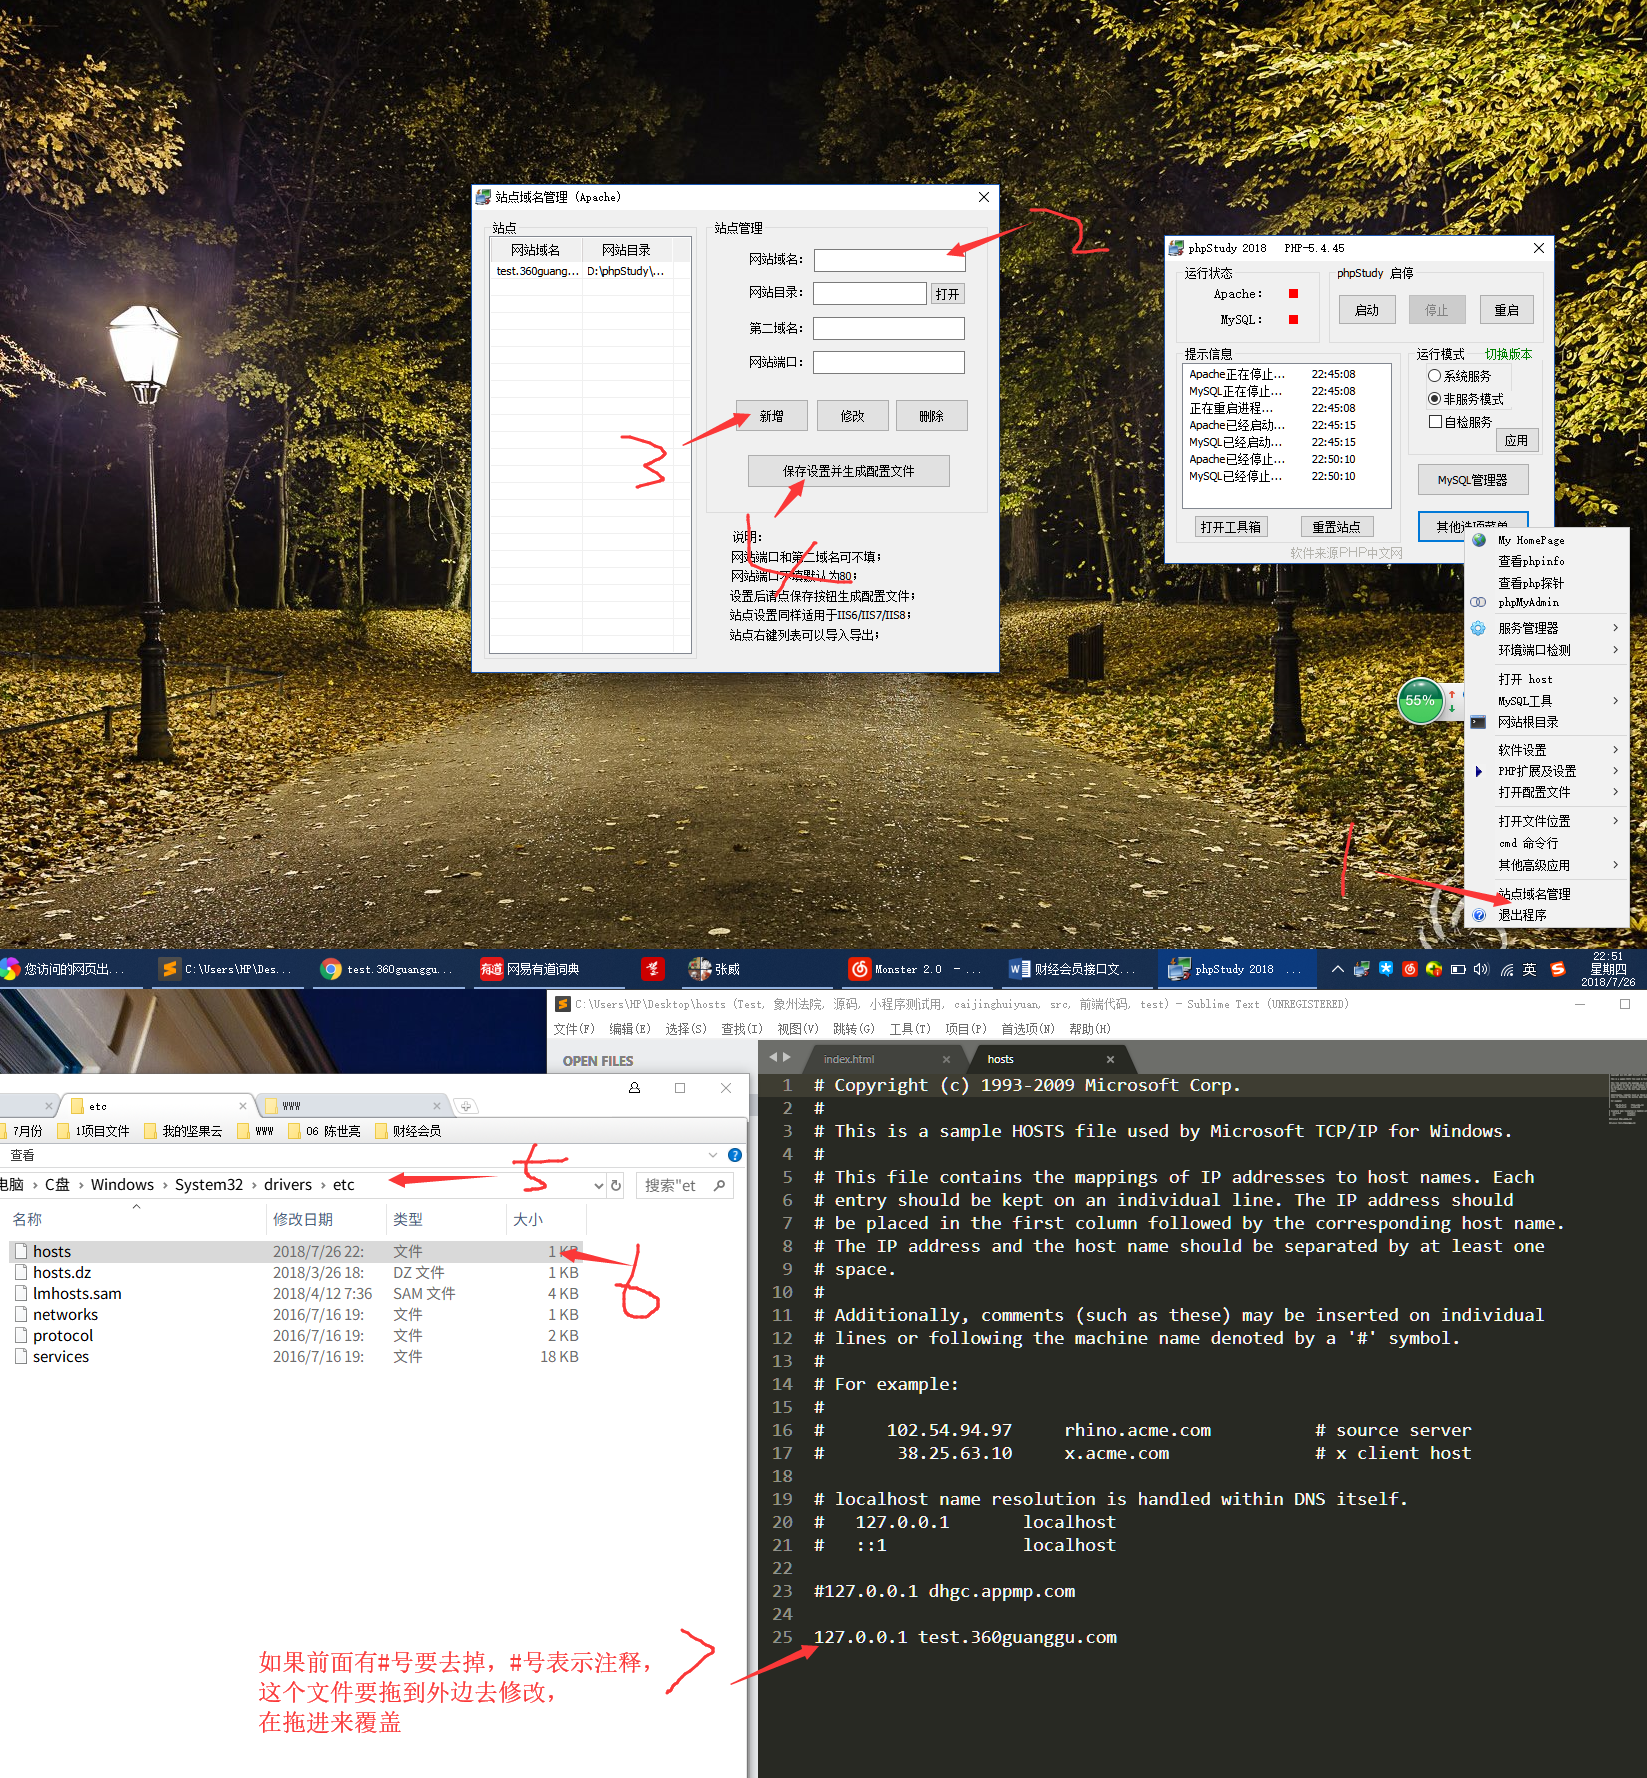 站点域名管理 (Apache)
站点
网站域名 网站目录
test.360guang... D:\phpStudy\...
站点管理
网站域名：
网站目录： 打开
第二域名：
网站端口：
新增 修改 删除
保存设置并生成配置文件
说明：
网站端口和第二域名可不填；
网站端口不填默认为80；
设置后请点保存按钮生成配置文件；
站点设置同样适用于IIS6/IIS7/IIS8；
站点右键列表可以导入导出；
2
3
4
phpStudy 2018 PHP-5.4.45
运行状态
Apache：
MySQL：
phpStudy 启停
启动 停止 重启
提示信息
Apache正在停止... 22:45:08
MySQL正在停止... 22:45:08
正在重启进程... 22:45:08
Apache已经启动... 22:45:15
MySQL已经启动... 22:45:15
Apache已经停止... 22:50:10
MySQL已经停止... 22:50:10
运行模式 切换版本
系统服务
非服务模式
自检服务
应用
MySQL管理器
其他选项菜单
打开工具箱 重置站点
软件来源PHP中文网
My HomePage
查看phpinfo
查看php探针
phpMyAdmin
服务管理器
环境端口检测
打开 host
MySQL工具
网站根目录
软件设置
PHP扩展及设置
打开配置文件
打开文件位置
cmd 命令行
其他高级应用
站点域名管理
退出程序
55%
1
您访问的网页出... C:\Users\HP\Des... test.360guanggu... 有道 网易有道词典 张威 Monster 2.0 - ... 财经会员接口文... phpStudy 2018 ... 英
22:51
星期四
2018/7/26
C:\Users\HP\Desktop\hosts (Test, 象州法院, 源码, 小程序测试用, caijinghuiyuan, src, 前端代码, test) - Sublime Text (UNREGISTERED)
文件(F) 编辑(E) 选择(S) 查找(I) 视图(V) 跳转(G) 工具(T) 项目(P) 首选项(N) 帮助(H)
OPEN FILES
index.html hosts
etc WWW
7月份 1项目文件 我的坚果云 WWW 06 陈世亮 财经会员
查看
电脑 › C盘 › Windows › System32 › drivers › etc 搜索"et
5
名称 修改日期 类型 大小
hosts 2018/7/26 22: 文件 1 KB
hosts.dz 2018/3/26 18: DZ 文件 1 KB
lmhosts.sam 2018/4/12 7:36 SAM 文件 4 KB
networks 2016/7/16 19: 文件 1 KB
protocol 2016/7/16 19: 文件 2 KB
services 2016/7/16 19: 文件 18 KB
6
1 # Copyright (c) 1993-2009 Microsoft Corp.
2 #
3 # This is a sample HOSTS file used by Microsoft TCP/IP for Windows.
4 #
5 # This file contains the mappings of IP addresses to host names. Each
6 # entry should be kept on an individual line. The IP address should
7 # be placed in the first column followed by the corresponding host name.
8 # The IP address and the host name should be separated by at least one
9 # space.
10 #
11 # Additionally, comments (such as these) may be inserted on individual
12 # lines or following the machine name denoted by a '#' symbol.
13 #
14 # For example:
15 #
16 # 102.54.94.97 rhino.acme.com # source server
17 # 38.25.63.10 x.acme.com # x client host
18
19 # localhost name resolution is handled within DNS itself.
20 # 127.0.0.1 localhost
21 # ::1 localhost
22
23 #127.0.0.1 dhgc.appmp.com
24
25 127.0.0.1 test.360guanggu.com
7
如果前面有#号要去掉，#号表示注释，
这个文件要拖到外边去修改，
在拖进来覆盖